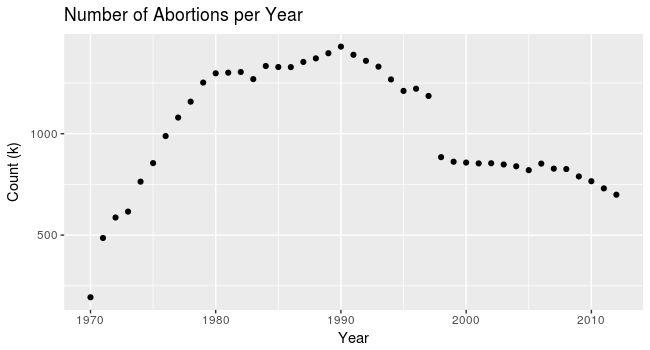 Number of Abortions per Year
Count (k)
1000
500
1970 1980 1990 2000 2010
Year